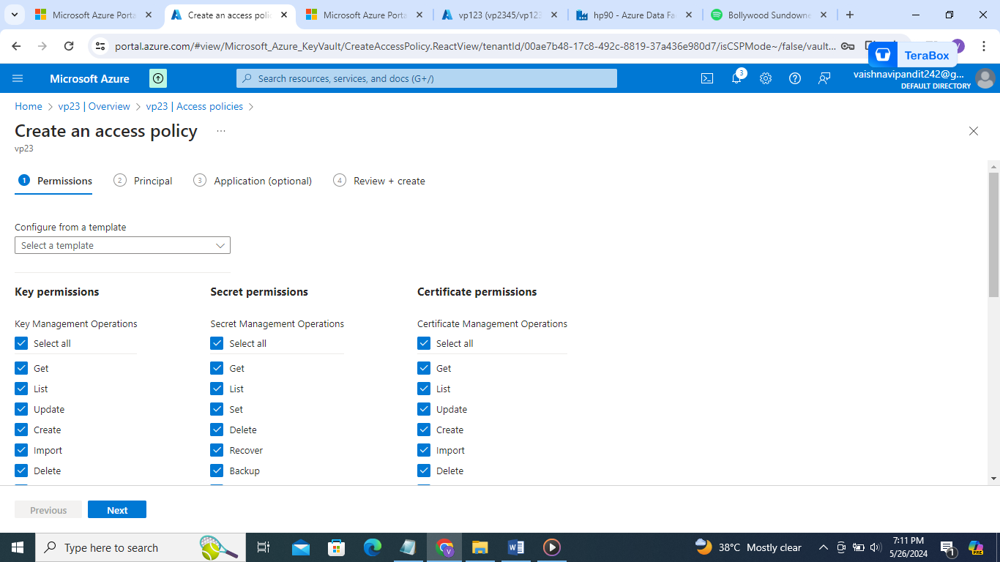 Microsoft Azure Porta
Create an access polic
Microsoft Azure Porta
vp123 (vp2345/vp123
hp90 - Azure Data Fa
Bollywood Sundowne
portal.azure.com/#view/Microsoft_Azure_KeyVault/CreateAccessPolicy.ReactView/tenantId/00ae7b48-17c8-492c-8819-37a436e980d7/isCSPMode~/false/vault...
TeraBox
Microsoft Azure
Search resources, services, and docs (G+/)
3
vaishnavipandit242@g...
DEFAULT DIRECTORY
Home > vp23 | Overview > vp23 | Access policies >
Create an access policy ...
vp23
1 Permissions
2 Principal
3 Application (optional)
4 Review + create
Configure from a template
Select a template
Key permissions
Key Management Operations
Select all
Get
List
Update
Create
Import
Delete
Secret permissions
Secret Management Operations
Select all
Get
List
Set
Delete
Recover
Backup
Certificate permissions
Certificate Management Operations
Select all
Get
List
Update
Create
Import
Delete
Previous
Next
Type here to search
38°C Mostly clear
7:11 PM
5/26/2024
1
PRE